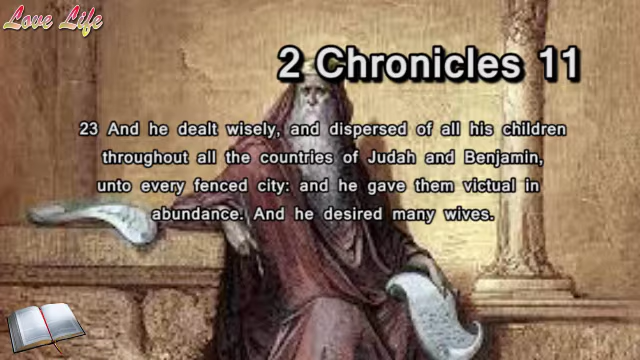 Love Life
2 Chronicles 11
23 And he dealt wisely, and dispersed of all his children
throughout all the countries of Judah and Benjamin,
unto every fenced city: and he gave them victual in
abundance. And he desired many wives.